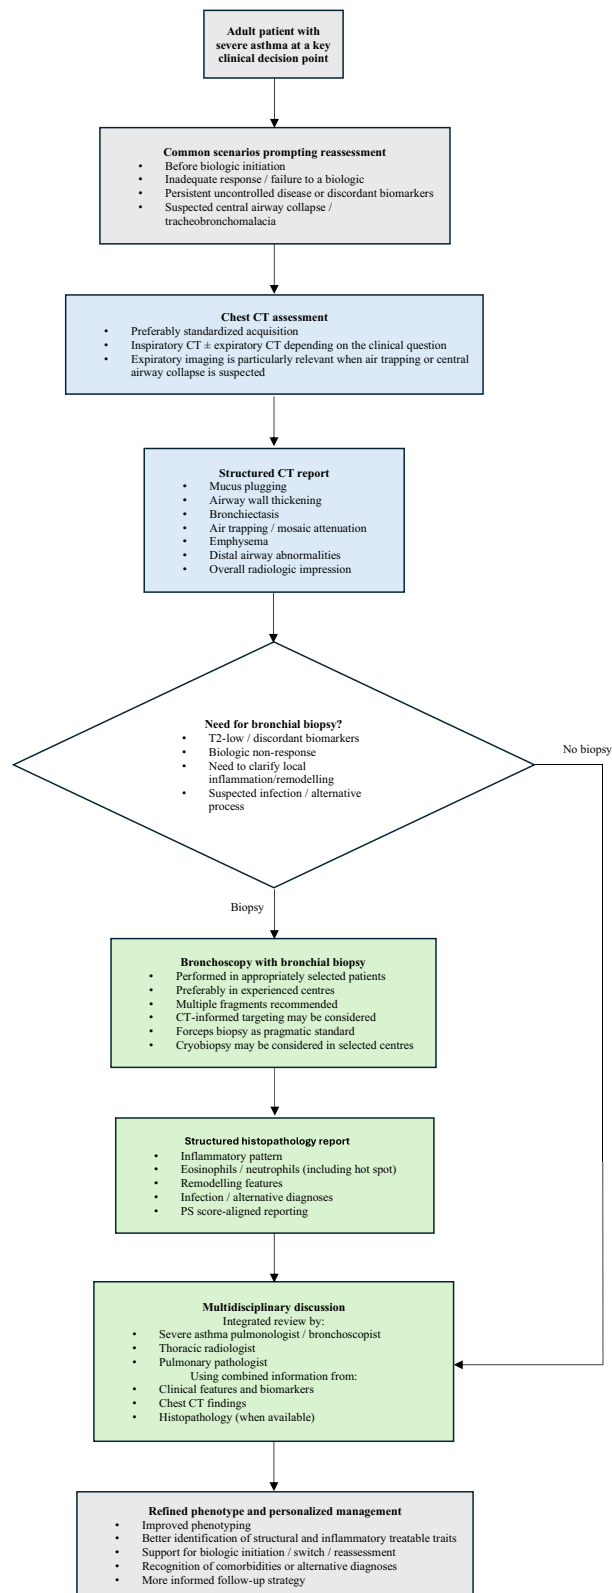 Adult patient with
severe asthma at a key
clinical decision point
Common scenarios prompting reassessment
• Before biologic initiation
• Inadequate response / failure to a biologic
• Persistent uncontrolled disease or discordant biomarkers
• Suspected central airway collapse /
tracheobronchomalacia
Chest CT assessment
• Preferably standardized acquisition
• Inspiratory CT ± expiratory CT depending on the clinical question
• Expiratory imaging is particularly relevant when air trapping or central
airway collapse is suspected
Structured CT report
• Mucus plugging
• Airway wall thickening
• Bronchiectasis
• Air trapping / mosaic attenuation
• Emphysema
• Distal airway abnormalities
• Overall radiologic impression
Need for bronchial biopsy?
• T2-low / discordant biomarkers
• Biologic non-response
• Need to clarify local
inflammation/remodelling
• Suspected infection / alternative
process
No biopsy
Biopsy
Bronchoscopy with bronchial biopsy
• Performed in appropriately selected patients
• Preferably in experienced centres
• Multiple fragments recommended
• CT-informed targeting may be considered
• Forceps biopsy as pragmatic standard
• Cryobiopsy may be considered in selected centres
Structured histopathology report
• Inflammatory pattern
• Eosinophils / neutrophils (including hot spot)
• Remodelling features
• Infection / alternative diagnoses
• PS score-aligned reporting
Multidisciplinary discussion
Integrated review by:
• Severe asthma pulmonologist / bronchoscopist
• Thoracic radiologist
• Pulmonary pathologist
Using combined information from:
• Clinical features and biomarkers
• Chest CT findings
• Histopathology (when available)
Refined phenotype and personalized management
• Improved phenotyping
• Better identification of structural and inflammatory treatable traits
• Support for biologic initiation / switch / reassessment
• Recognition of comorbidities or alternative diagnoses
• More informed follow-up strategy